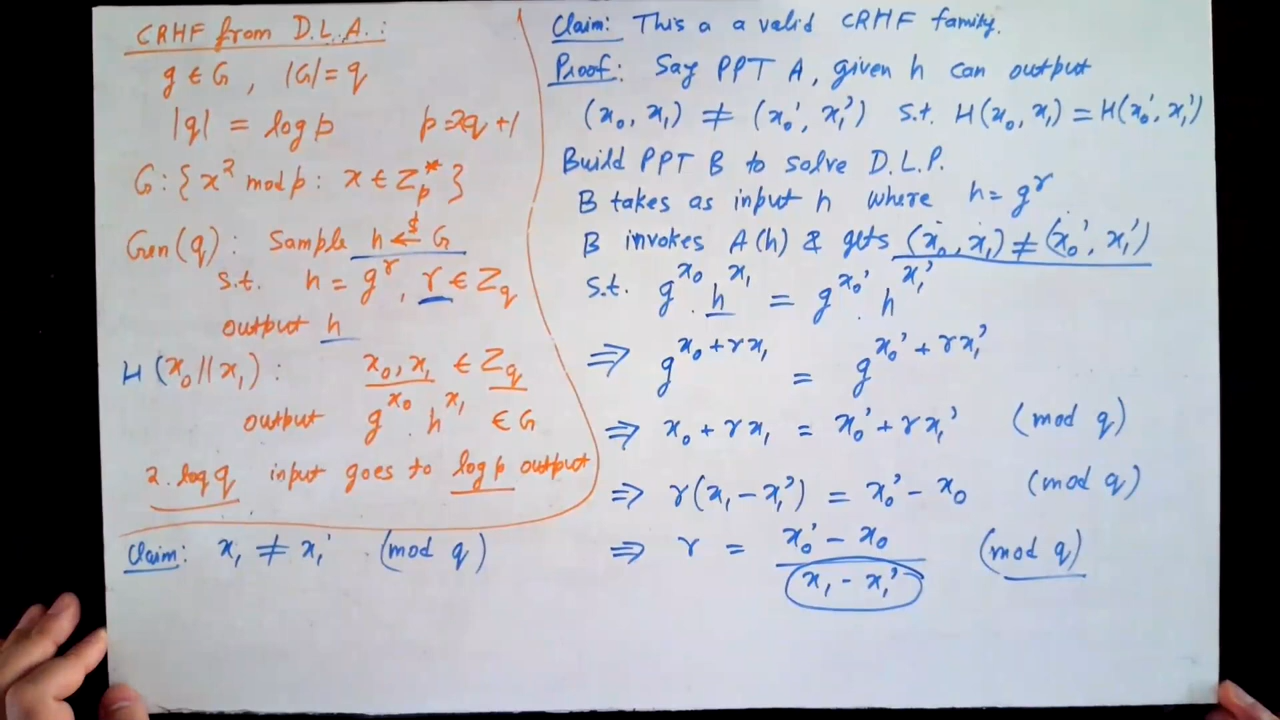 CRHF from D.L.A.:
g ∈ G , |G| = q
|q| = log p   p = 2q + 1
G : { x² mod p : x ∈ Z_p^* }
Gen(q) : Sample h ←$ G
s.t. h = g^r, r ∈ Z_q
output h
H (x₀ || x₁) : x₀, x₁ ∈ Z_q
output g^{x₀} . h^{x₁} ∈ G
2. log q input goes to log p output
Claim: x₁ ≠ x₁' (mod q)
Claim: This a a valid CRHF family.
Proof: Say PPT A, given h can output
(x₀, x₁) ≠ (x₀', x₁') s.t. H(x₀, x₁) = H(x₀', x₁')
Build PPT B to solve D.L.P.
B takes as input h where h = g^r
B invokes A(h) & gets (x₀, x₁) ≠ (x₀', x₁')
s.t. g^{x₀} . h^{x₁} = g^{x₀'} . h^{x₁'}
⇒ g^{x₀ + r x₁} = g^{x₀' + r x₁'}
⇒ x₀ + r x₁ = x₀' + r x₁' (mod q)
⇒ r (x₁ - x₁') = x₀' - x₀ (mod q)
⇒ r = \frac{x₀' - x₀}{x₁ - x₁'} (mod q)